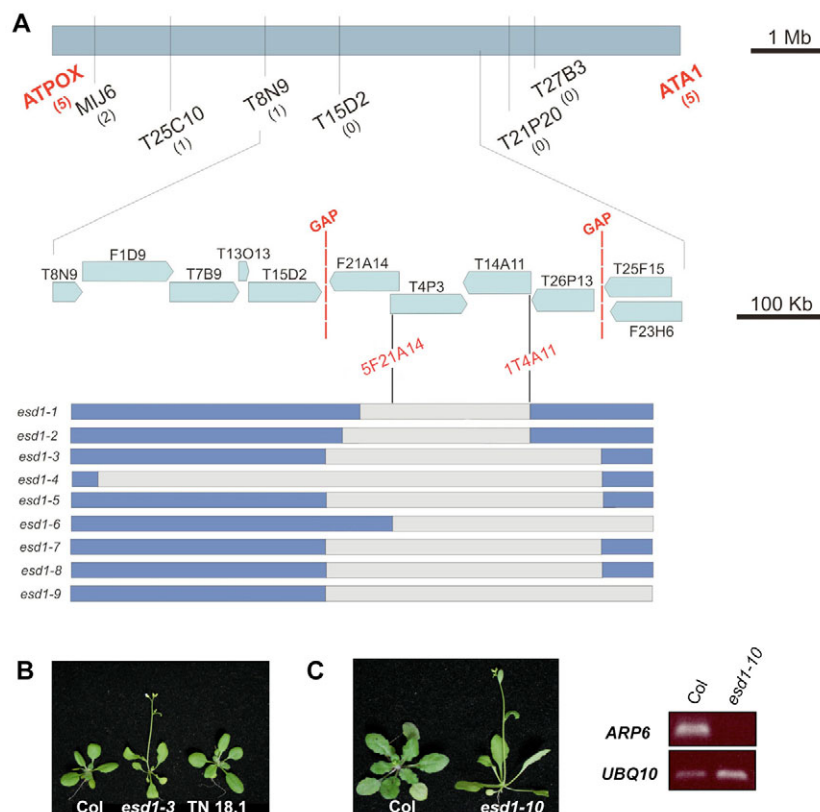 A
1 Mb
ATPOX
(5)
MIJ6
(2)
T25C10
(1)
T8N9
(1)
T15D2
(0)
T21P20
(0)
T27B3
(0)
ATA1
(5)
GAP
GAP
T8N9
F1D9
T7B9
T13O13
T15D2
F21A14
T4P3
T14A11
T26P13
T25F15
F23H6
100 Kb
5F21A14
1T4A11
esd1-1
esd1-2
esd1-3
esd1-4
esd1-5
esd1-6
esd1-7
esd1-8
esd1-9
B
Col esd1-3 TN 18.1
C
Col esd1-10
Col esd1-10
ARP6
UBQ10